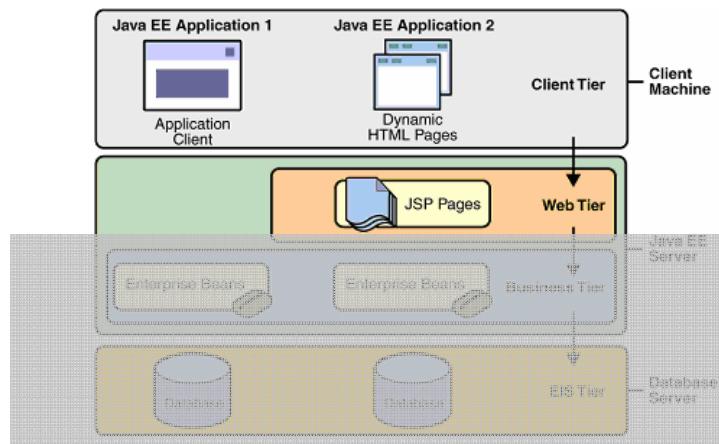 Java EE Application 1
Java EE Application 2
Application
Client
Dynamic
HTML Pages
Client Tier
Client
Machine
JSP Pages
Web Tier
Java EE
Server
Enterprise Beans
Enterprise Beans
Business Tier
Database
Database
EIS Tier
Database
Server